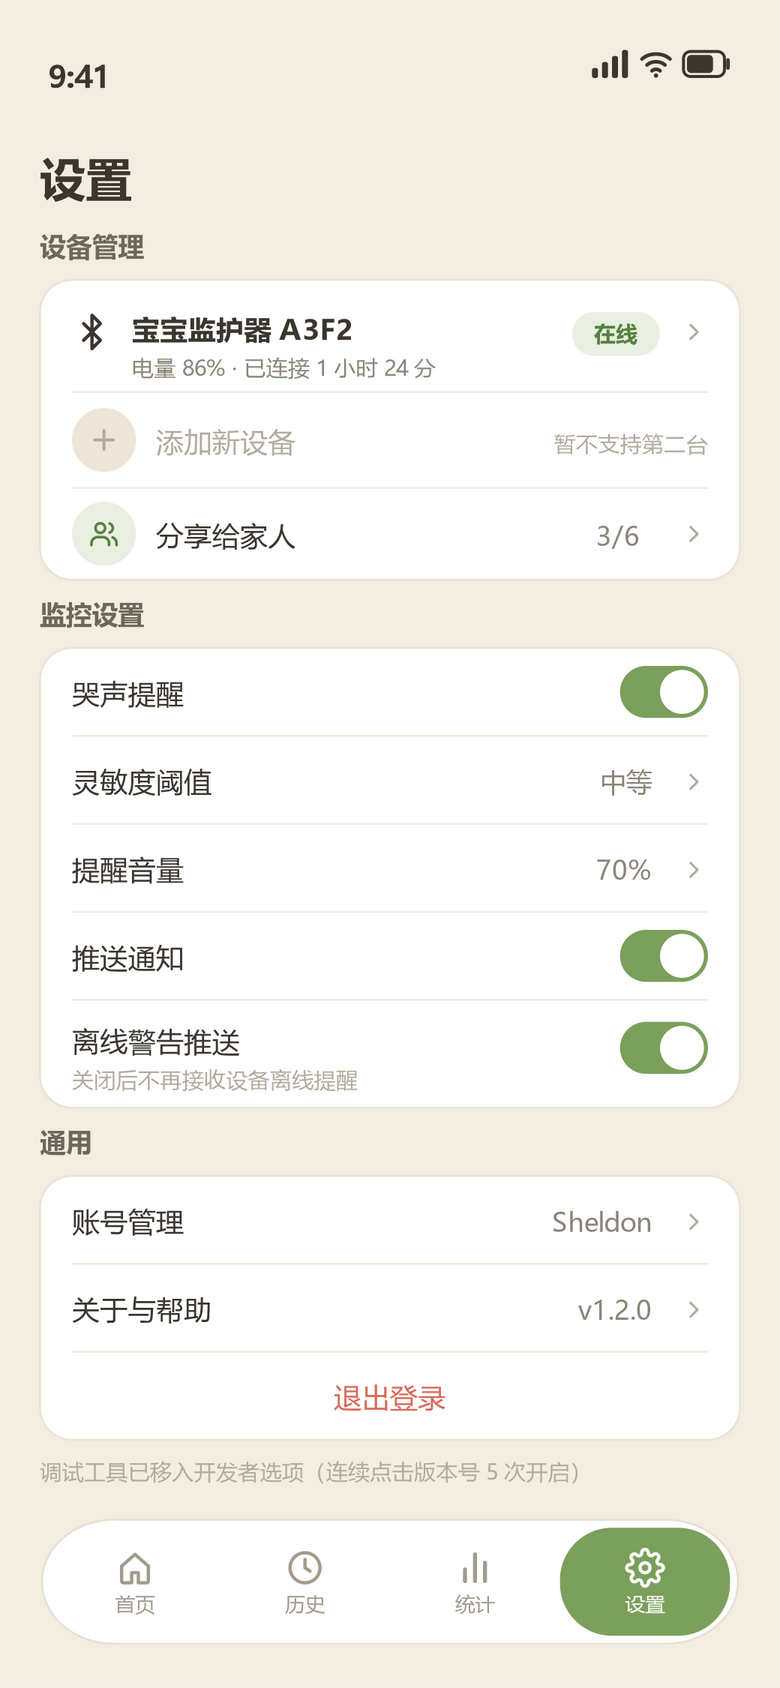 9:41
设置
设备管理
宝宝监护器 A3F2
在线
电量 86% · 已连接 1 小时 24 分
添加新设备
暂不支持第二台
分享给家人
3/6
监控设置
哭声提醒
灵敏度阈值
中等
提醒音量
70%
推送通知
离线警告推送
关闭后不再接收设备离线提醒
通用
账号管理
Sheldon
关于与帮助
v1.2.0
退出登录
调试工具已移入开发者选项（连续点击版本号 5 次开启）
首页
历史
统计
设置